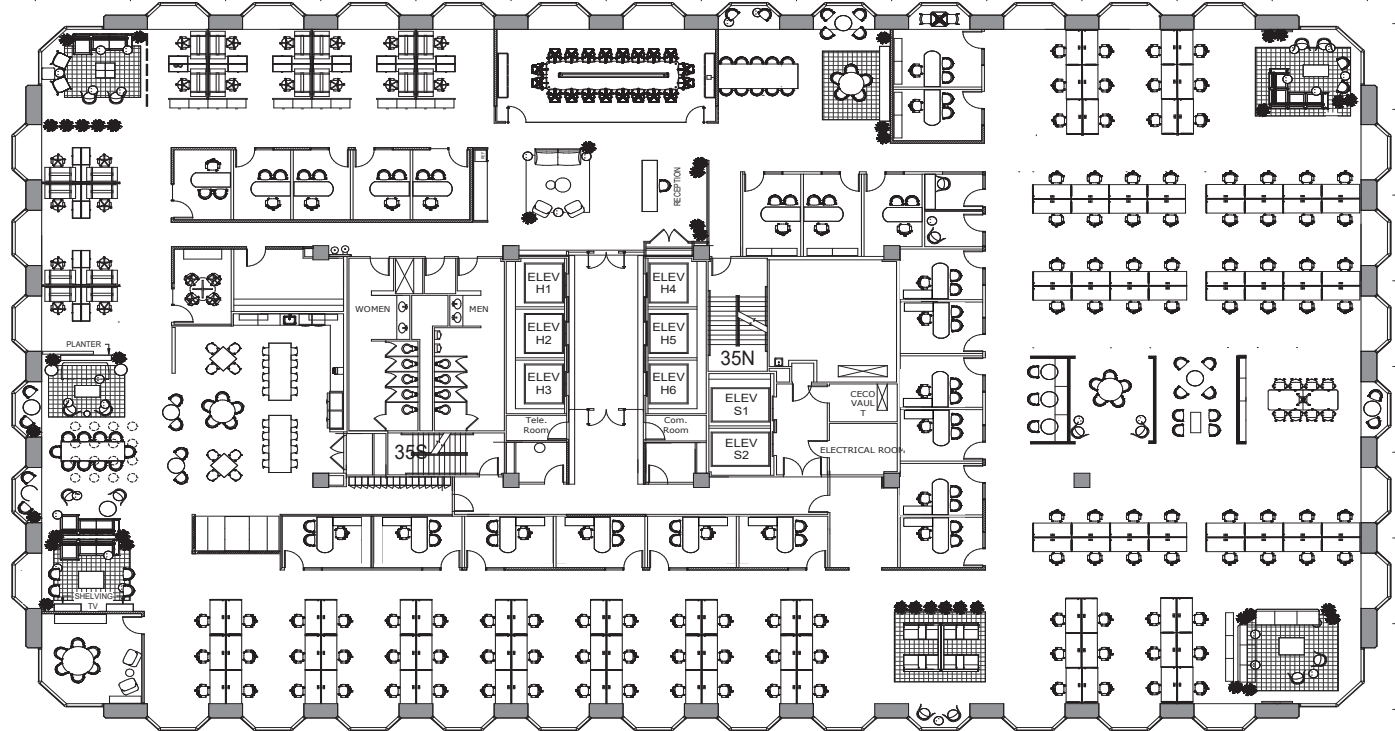 RECEPTION
ELEV
H1
ELEV
H4
WOMEN
MEN
ELEV
H2
ELEV
H5
PLANTER
35N
ELEV
H3
ELEV
H6
ELEV
S1
CECO
VAUL
T
Tele.
Room
Com.
Room
35S
ELEV
S2
ELECTRICAL ROOM
SHELVING
TV